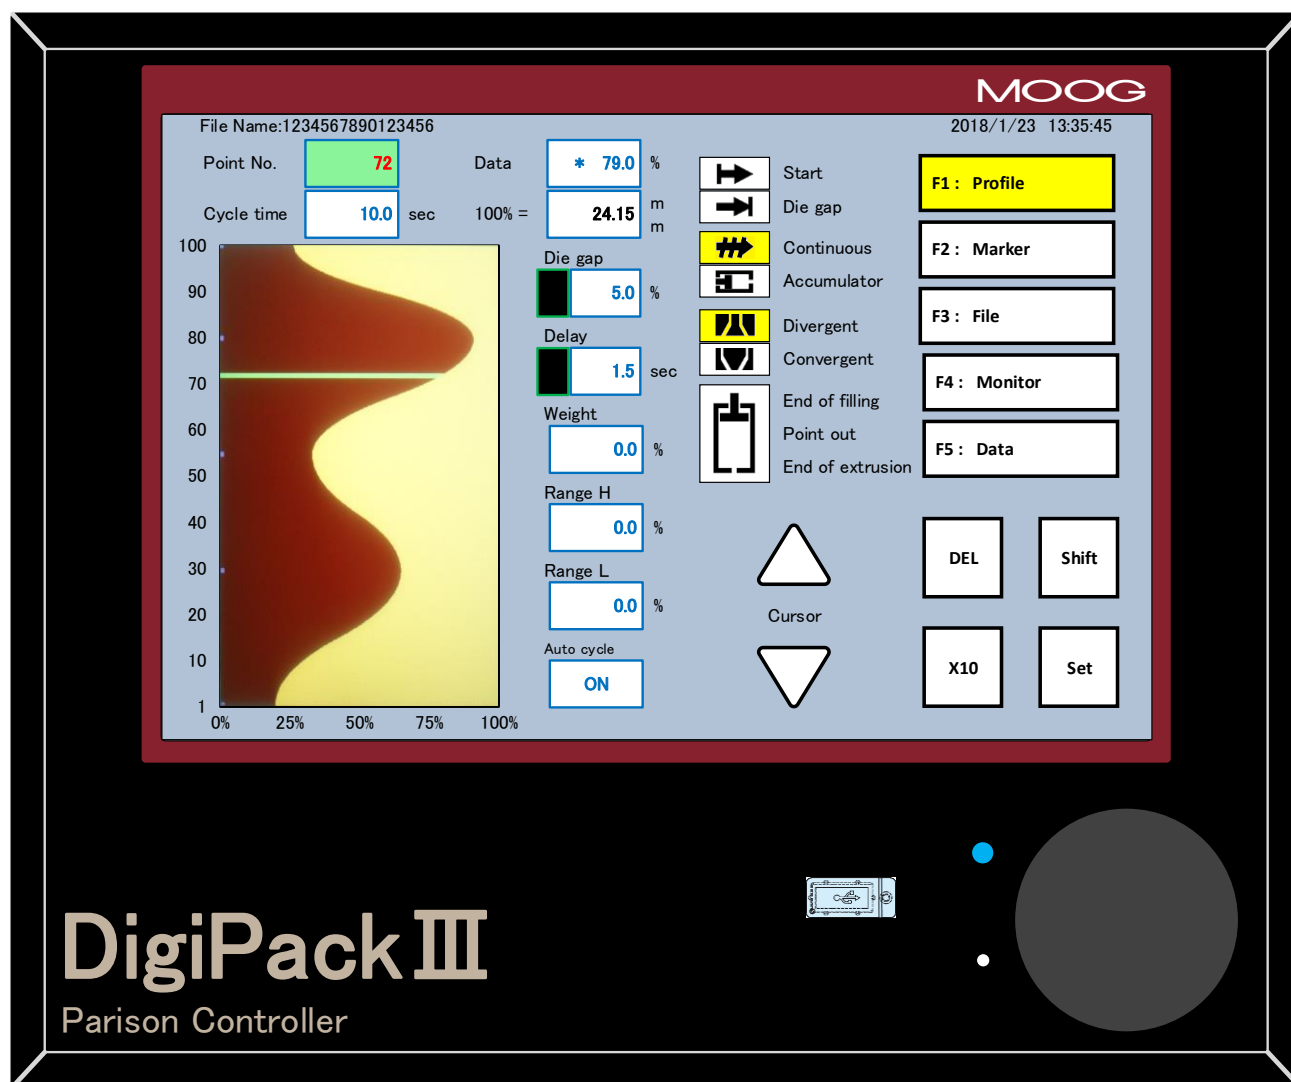 MOOG
File Name:1234567890123456
2018/1/23 13:35:45
Point No. 72
Data * 79.0 %
Cycle time 10.0 sec
100% = 24.15 m
m
100
90
80
70
60
50
40
30
20
10
1
0% 25% 50% 75% 100%
Die gap
5.0 %
Delay
1.5 sec
Weight
0.0 %
Range H
0.0 %
Range L
0.0 %
Auto cycle
ON
Start
Die gap
Continuous
Accumulator
Divergent
Convergent
End of filling
Point out
End of extrusion
Cursor
F1 : Profile
F2 : Marker
F3 : File
F4 : Monitor
F5 : Data
DEL
Shift
X10
Set
DigiPackⅢ
Parison Controller